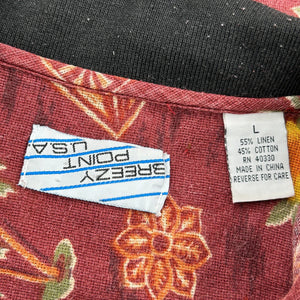 BREEZY
POINT
U.S.A
L
55% LINEN
45% COTTON
RN 40330
MADE IN CHINA
REVERSE FOR CARE